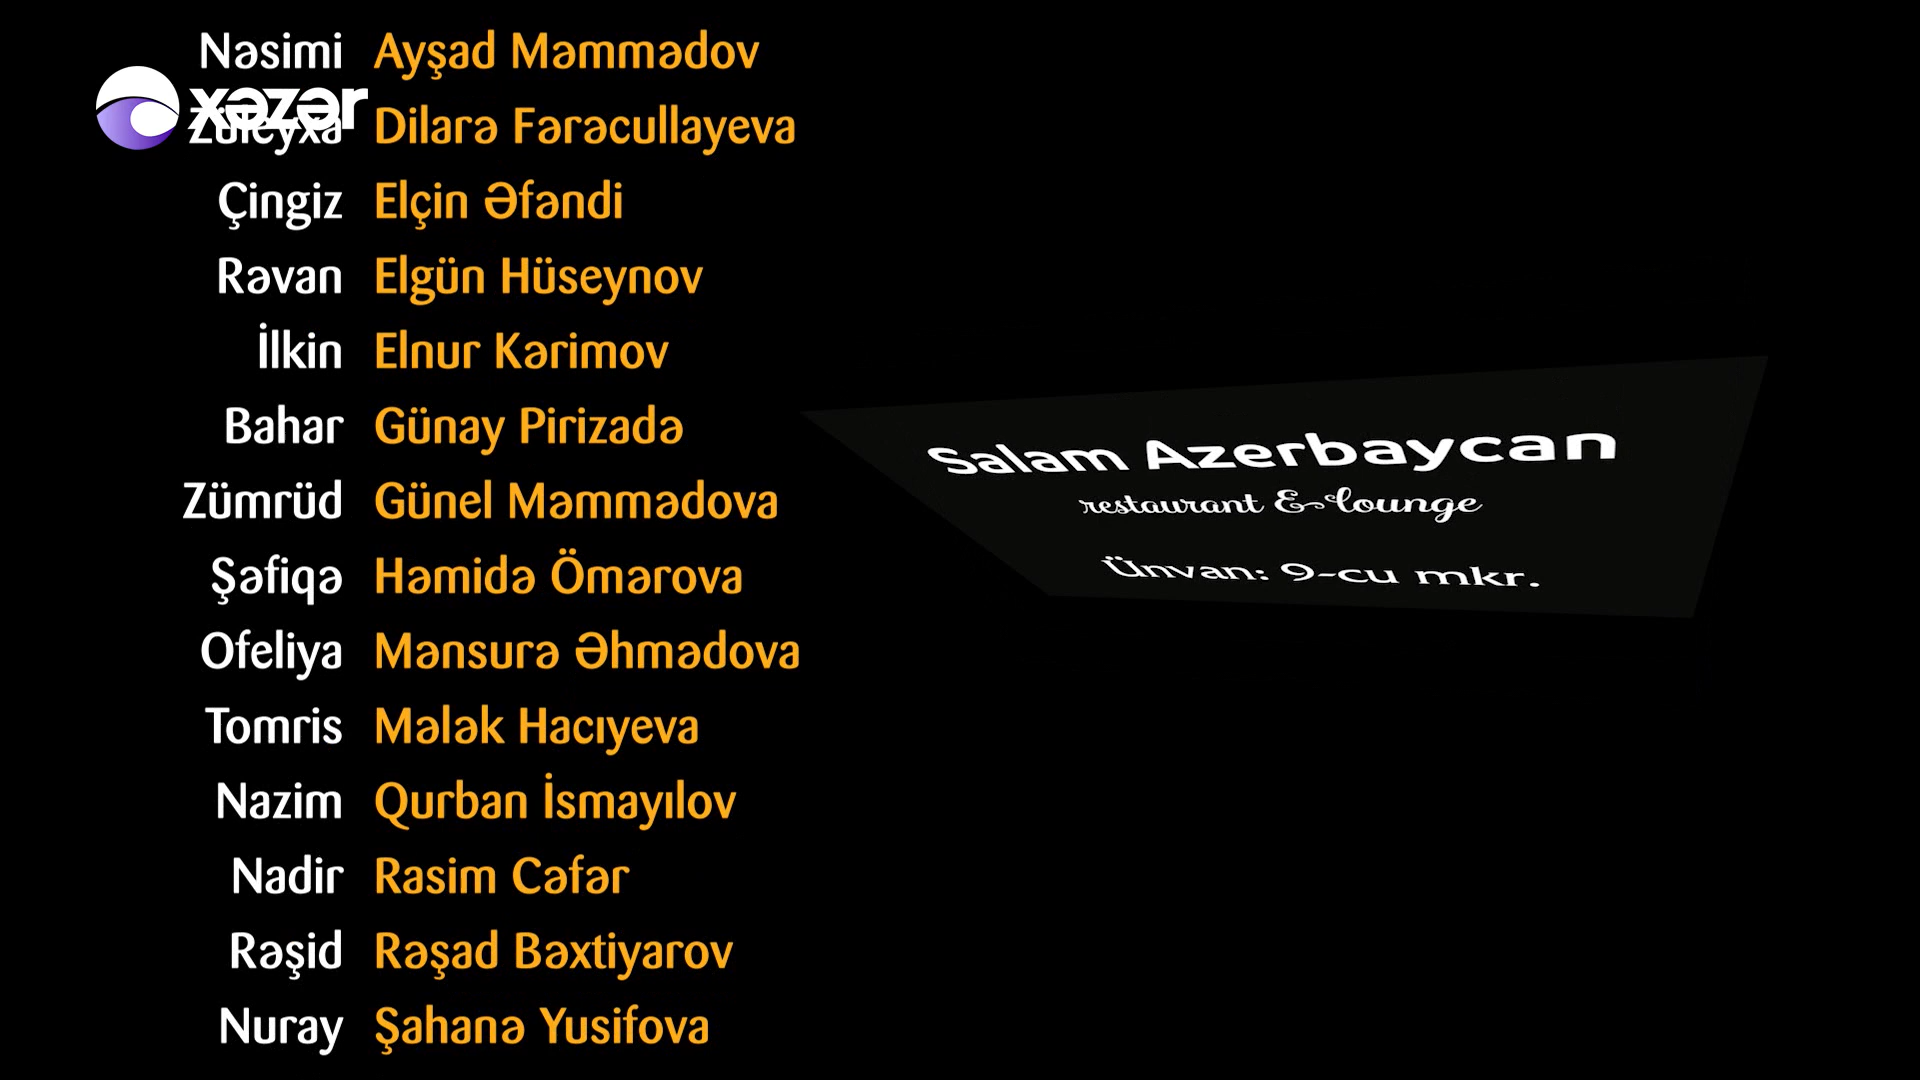 Nəsimi Ayşad Məmmədov
xəzər
Züleyxa Dilarə Fərəcullayeva
Çingiz Elçin Əfəndi
Rəvan Elgün Hüseynov
İlkin Elnur Kərimov
Bahar Günay Pirizadə
Zümrüd Günel Məmmədova
Şəfiqə Həmidə Ömərova
Ofeliya Mənsurə Əhmədova
Tomris Mələk Hacıyeva
Nazim Qurban İsmayılov
Nadir Rasim Cəfər
Rəşid Rəşad Bəxtiyarov
Nuray Şahanə Yusifova
Salam Azerbaycan
restaurant & lounge
Ünvan: 9-cu mkr.